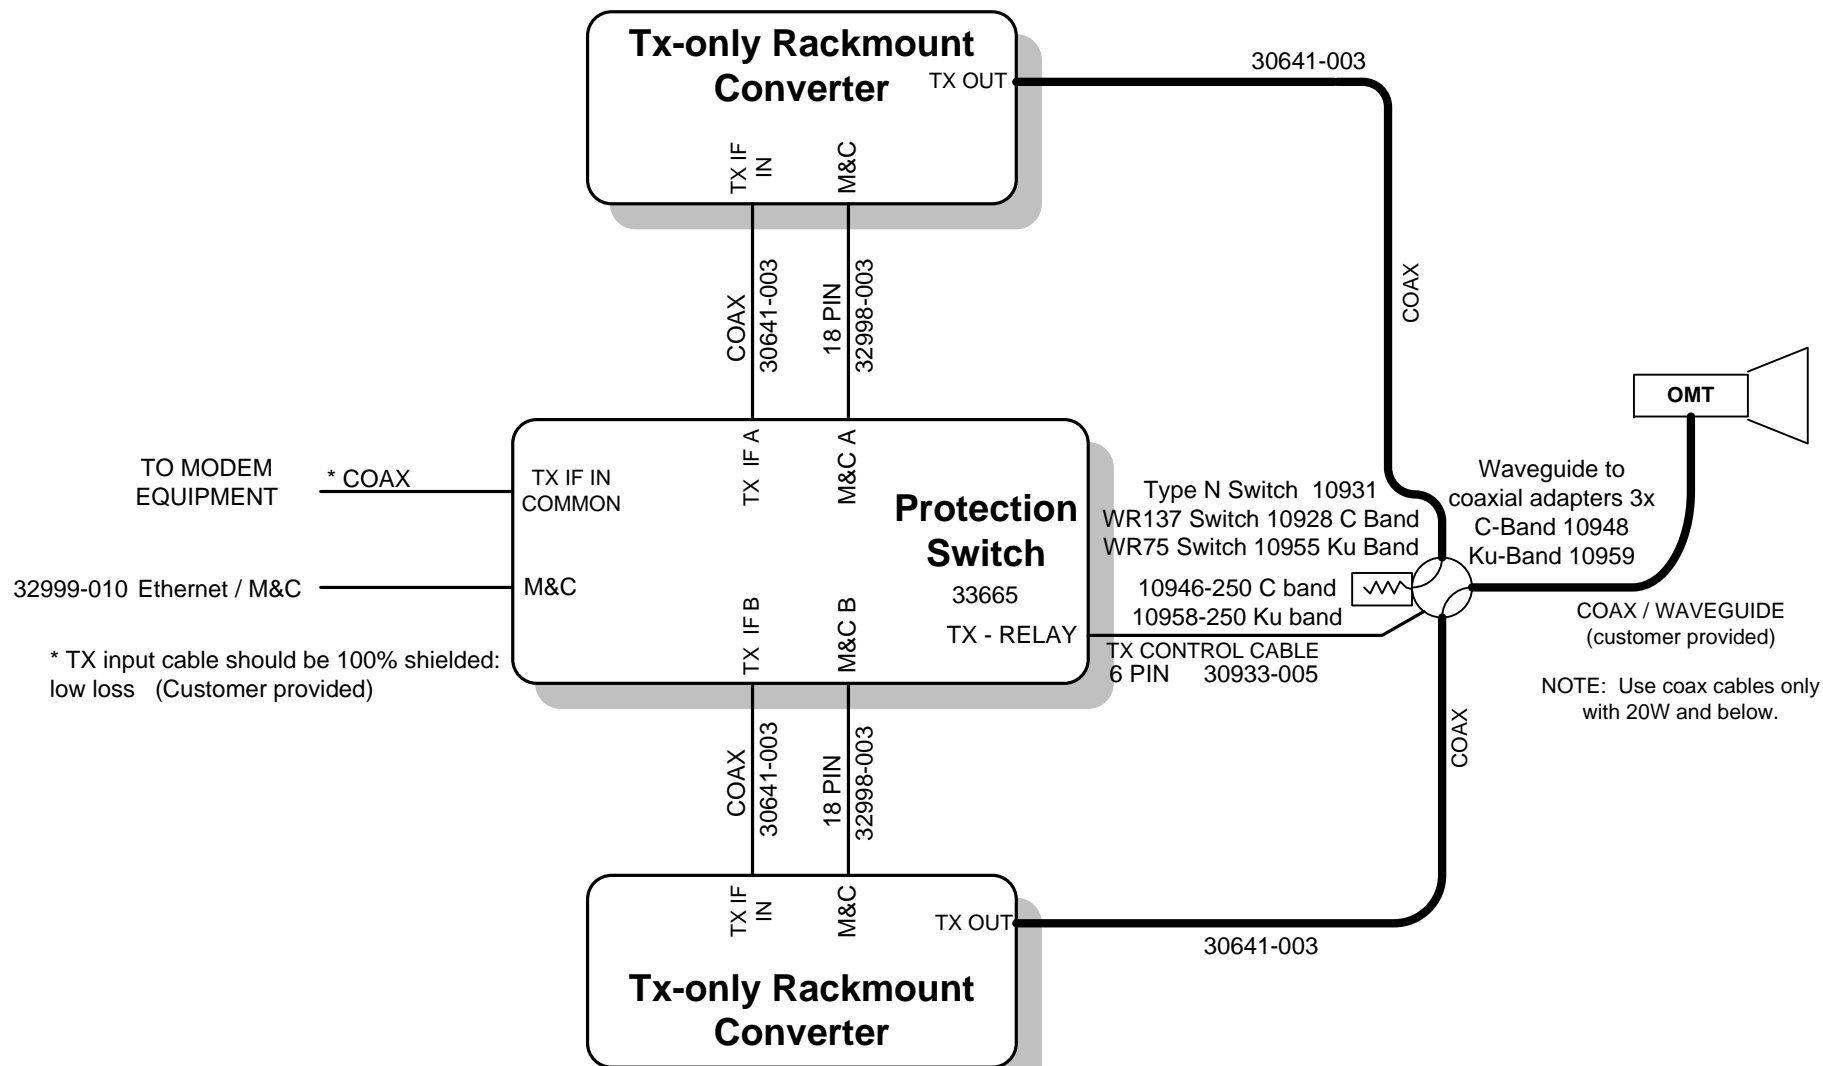 Tx-only Rackmount
Converter
TX OUT
30641-003
TX IF
IN
M&C
COAX
30641-003
18 PIN
32998-003
COAX
OMT
TX IF A
M&C A
TO MODEM
EQUIPMENT
* COAX
TX IF IN
COMMON
Protection
Switch
33665
Type N Switch 10931
WR137 Switch 10928 C Band
WR75 Switch 10955 Ku Band
Waveguide to
coaxial adapters 3x
C-Band 10948
Ku-Band 10959
32999-010 Ethernet / M&C
M&C
10946-250 C band
10958-250 Ku band
COAX / WAVEGUIDE
(customer provided)
TX IF B
M&C B
TX - RELAY
TX CONTROL CABLE
6 PIN 30933-005
* TX input cable should be 100% shielded:
low loss (Customer provided)
NOTE: Use coax cables only
with 20W and below.
COAX
30641-003
18 PIN
32998-003
COAX
TX IF
IN
M&C
TX OUT
30641-003
Tx-only Rackmount
Converter